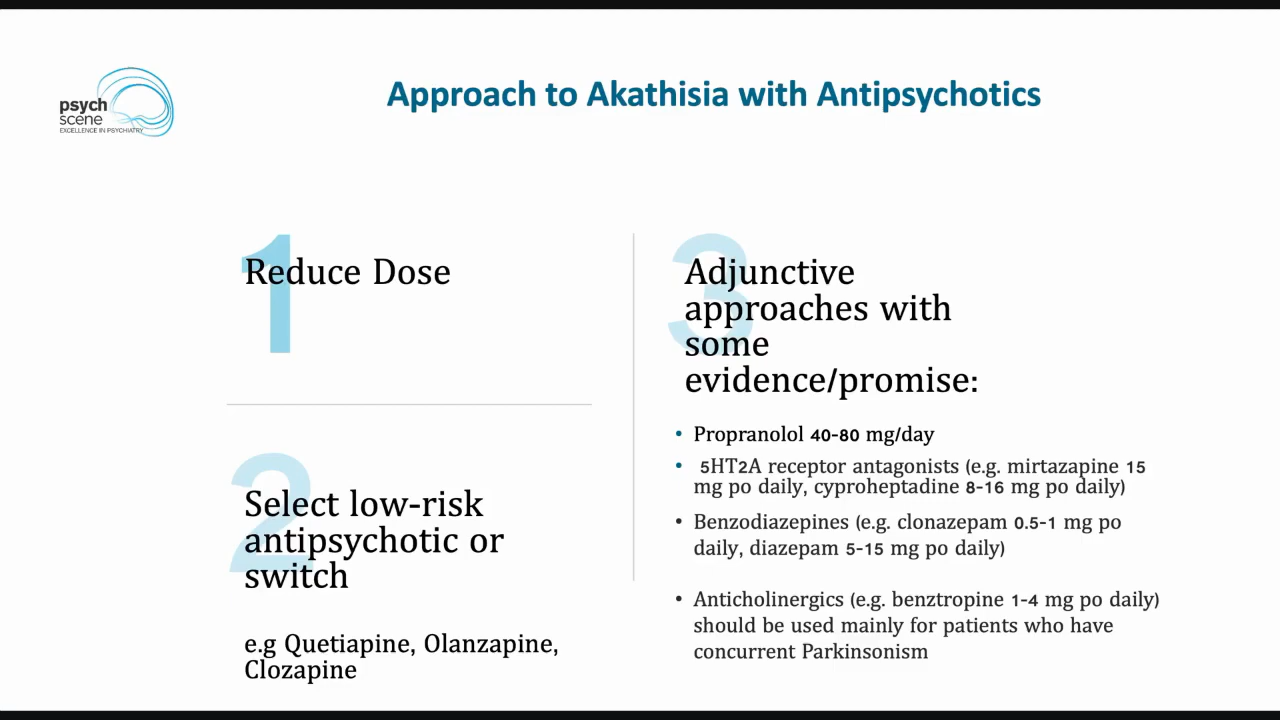 psych
scene
EXCELLENCE IN PSYCHIATRY
Approach to Akathisia with Antipsychotics
1
Reduce Dose
2
Select low-risk
antipsychotic or
switch
e.g Quetiapine, Olanzapine,
Clozapine
3
Adjunctive
approaches with
some
evidence/promise:
• Propranolol 40-80 mg/day
• 5HT2A receptor antagonists (e.g. mirtazapine 15
mg po daily, cyproheptadine 8-16 mg po daily)
• Benzodiazepines (e.g. clonazepam 0.5-1 mg po
daily, diazepam 5-15 mg po daily)
• Anticholinergics (e.g. benztropine 1-4 mg po daily)
should be used mainly for patients who have
concurrent Parkinsonism